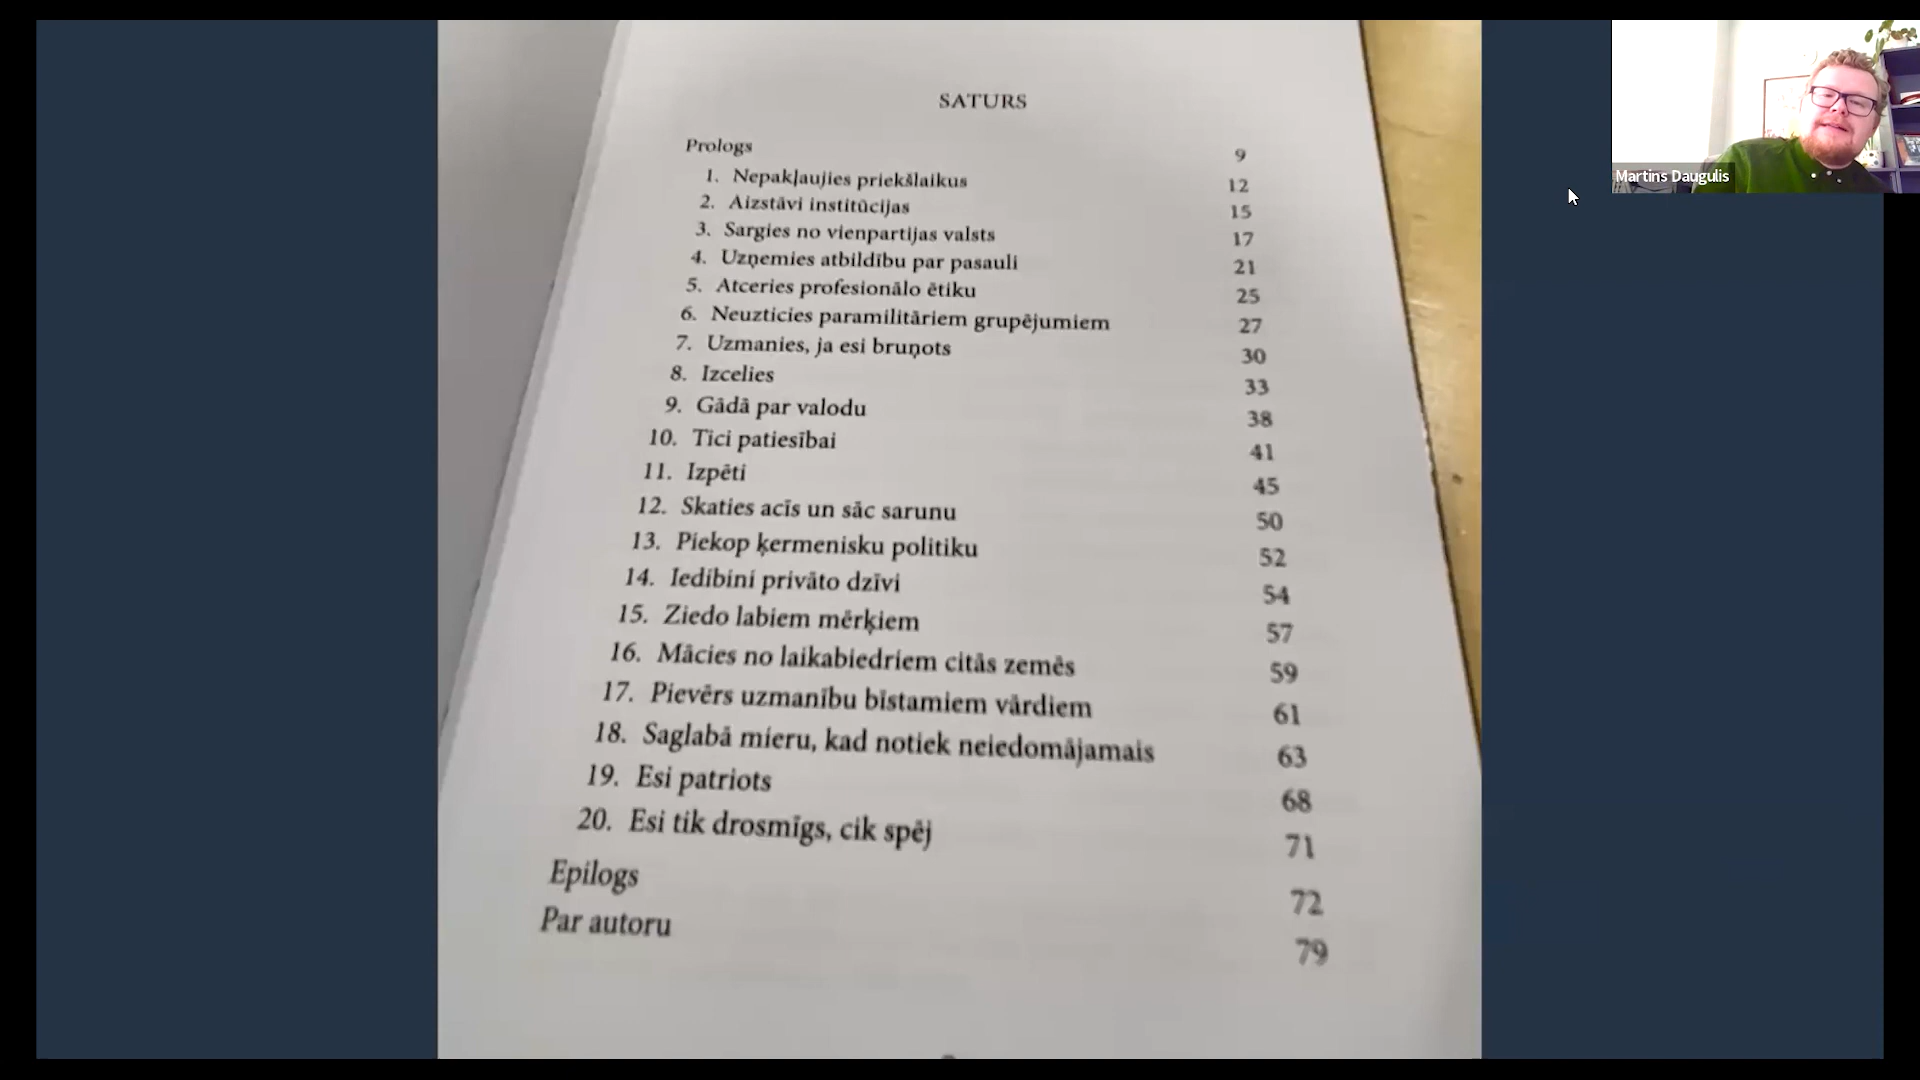 SATURS
Prologs 9
1. Nepakļaujies priekšlaikus 12
2. Aizstāvi institūcijas 15
3. Sargies no vienpartijas valsts 17
4. Uzņemies atbildību par pasauli 21
5. Atceries profesionālo ētiku 25
6. Neuzticies paramilitāriem grupējumiem 27
7. Uzmanies, ja esi bruņots 30
8. Izcelies 33
9. Gādā par valodu 38
10. Tici patiesībai 41
11. Izpēti 45
12. Skaties acīs un sāc sarunu 50
13. Piekop ķermenisku politiku 52
14. Iedibini privāto dzīvi 54
15. Ziedo labiem mērķiem 57
16. Mācies no laikabiedriem citās zemēs 59
17. Pievērs uzmanību bīstamiem vārdiem 61
18. Saglabā mieru, kad notiek neiedomājamais 63
19. Esi patriots 68
20. Esi tik drosmīgs, cik spēj 71
Epilogs 72
Par autoru 79
Martins Daugulis